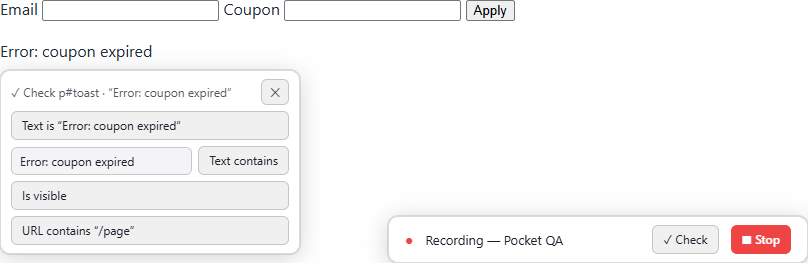 Email Coupon Apply
Error: coupon expired
✓ Check p#toast · “Error: coupon expired” ×
Text is “Error: coupon expired”
Error: coupon expired Text contains
Is visible
URL contains “/page”
● Recording — Pocket QA ✓ Check ■ Stop